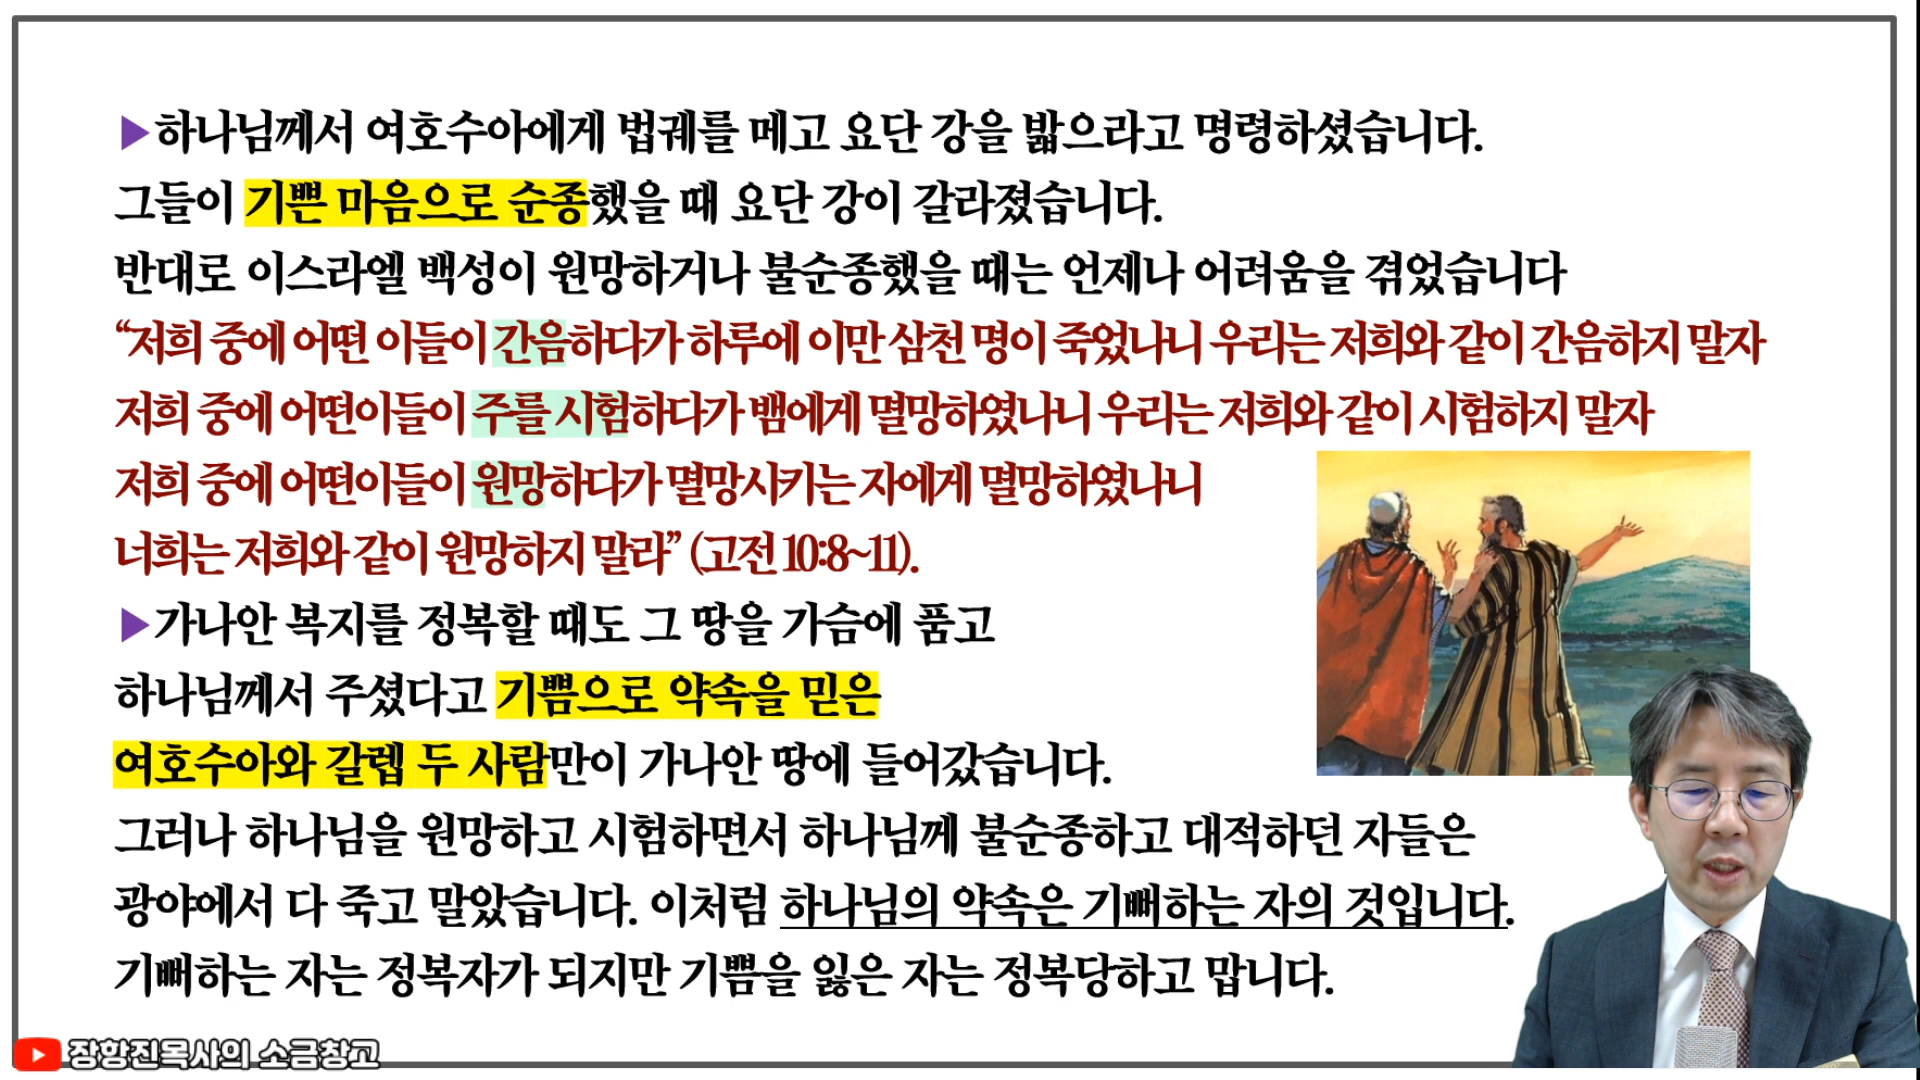 ▶하나님께서 여호수아에게 법궤를 메고 요단 강을 밟으라고 명령하셨습니다.
그들이 기쁜 마음으로 순종했을 때 요단 강이 갈라졌습니다.
반대로 이스라엘 백성이 원망하거나 불순종했을 때는 언제나 어려움을 겪었습니다
“저희 중에 어떤 이들이 간음하다가 하루에 이만 삼천 명이 죽었나니 우리는 저희와 같이 간음하지 말자
저희 중에 어떤이들이 주를 시험하다가 뱀에게 멸망하였나니 우리는 저희와 같이 시험하지 말자
저희 중에 어떤이들이 원망하다가 멸망시키는 자에게 멸망하였나니
너희는 저희와 같이 원망하지 말라” (고전 10:8~11).
▶가나안 복지를 정복할 때도 그 땅을 가슴에 품고
하나님께서 주셨다고 기쁨으로 약속을 믿은
여호수아와 갈렙 두 사람만이 가나안 땅에 들어갔습니다.
그러나 하나님을 원망하고 시험하면서 하나님께 불순종하고 대적하던 자들은
광야에서 다 죽고 말았습니다. 이처럼 하나님의 약속은 기뻐하는 자의 것입니다.
기뻐하는 자는 정복자가 되지만 기쁨을 잃은 자는 정복당하고 맙니다.
장항진목사의 소금창고